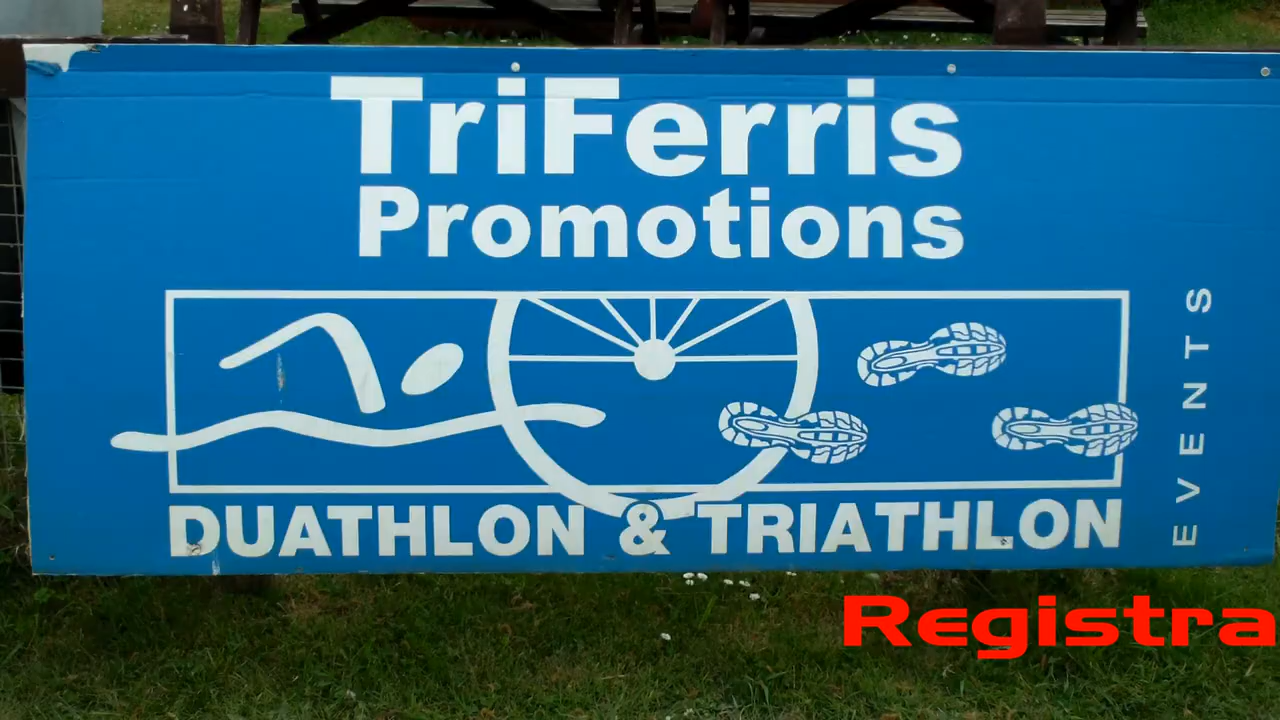 TriFerris
Promotions
EVENTS
DUATHLON & TRIATHLON
Registra